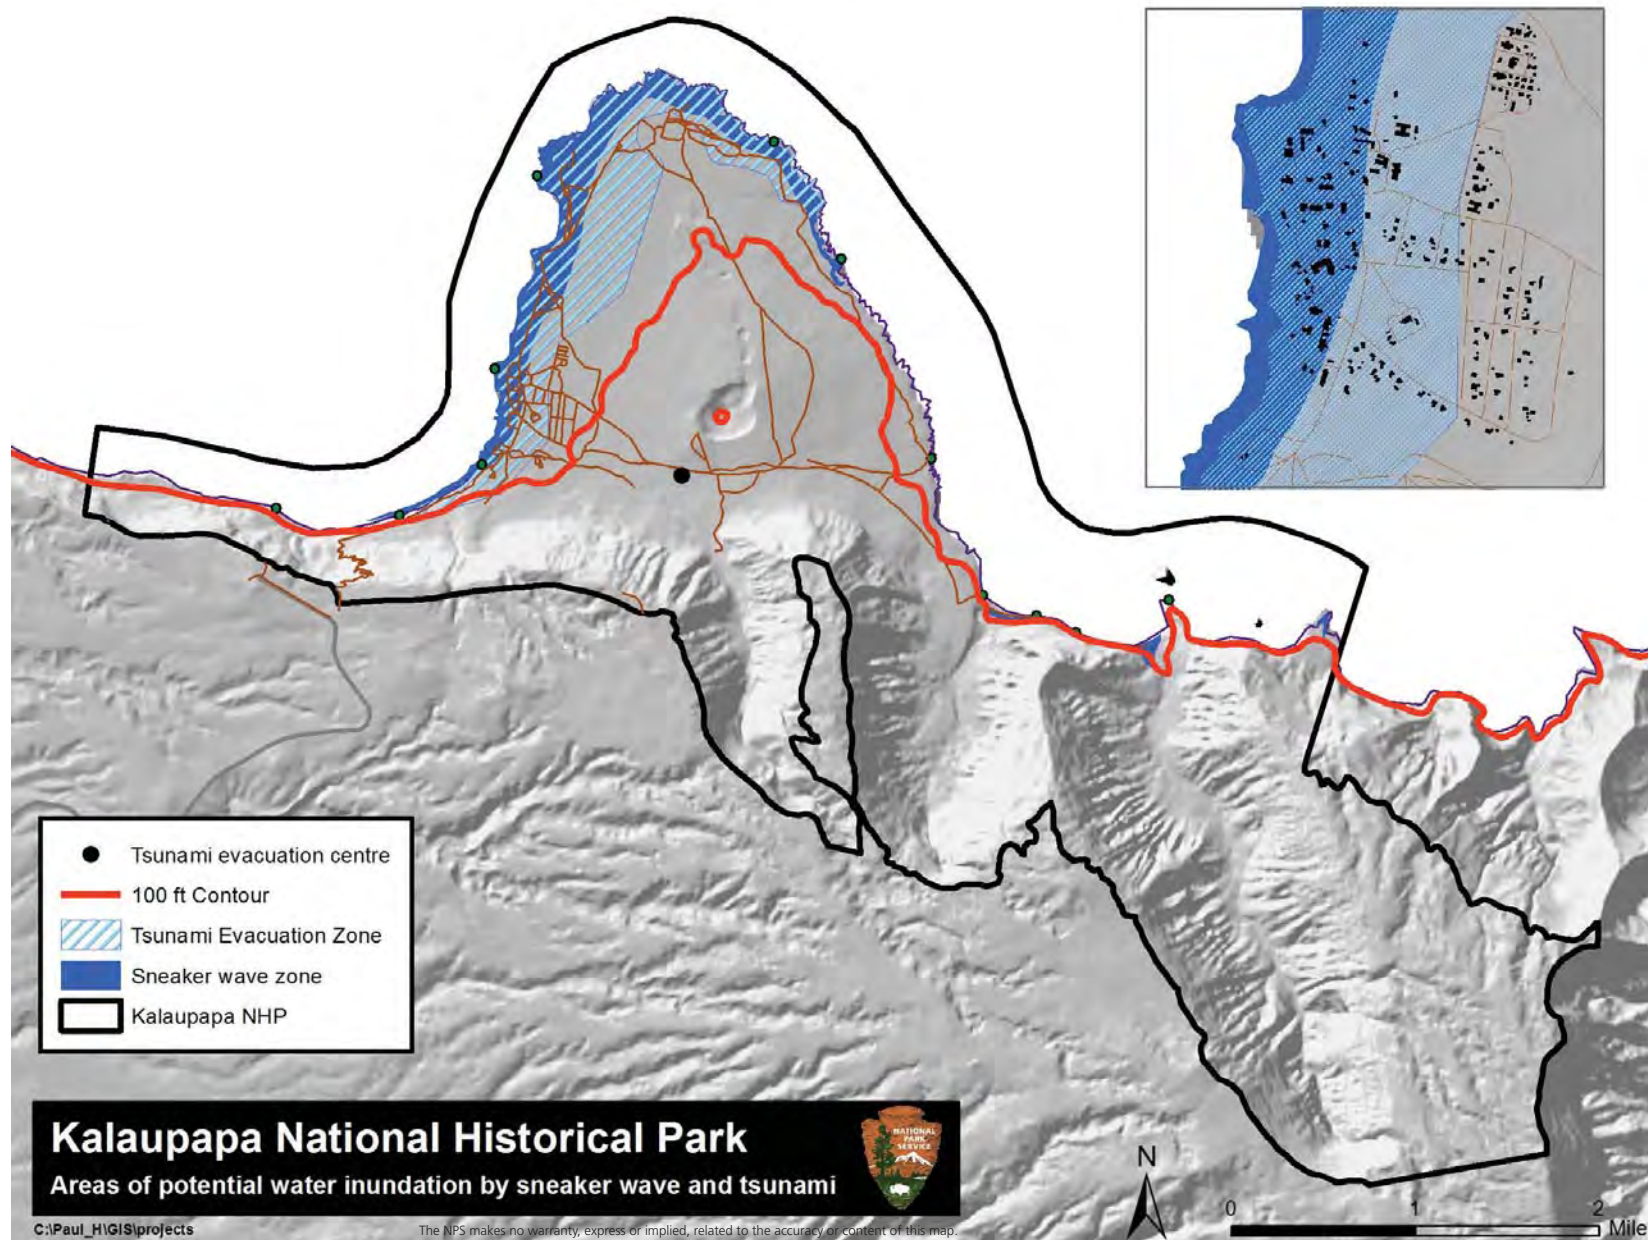 Tsunami evacuation centre
100 ft Contour
Tsunami Evacuation Zone
Sneaker wave zone
Kalaupapa NHP
Kalaupapa National Historical Park
Areas of potential water inundation by sneaker wave and tsunami
NATIONAL
PARK
SERVICE
N
0 1 2
Mile
C:\Paul_H\GIS\projects
The NPS makes no warranty, express or implied, related to the accuracy or content of this map.